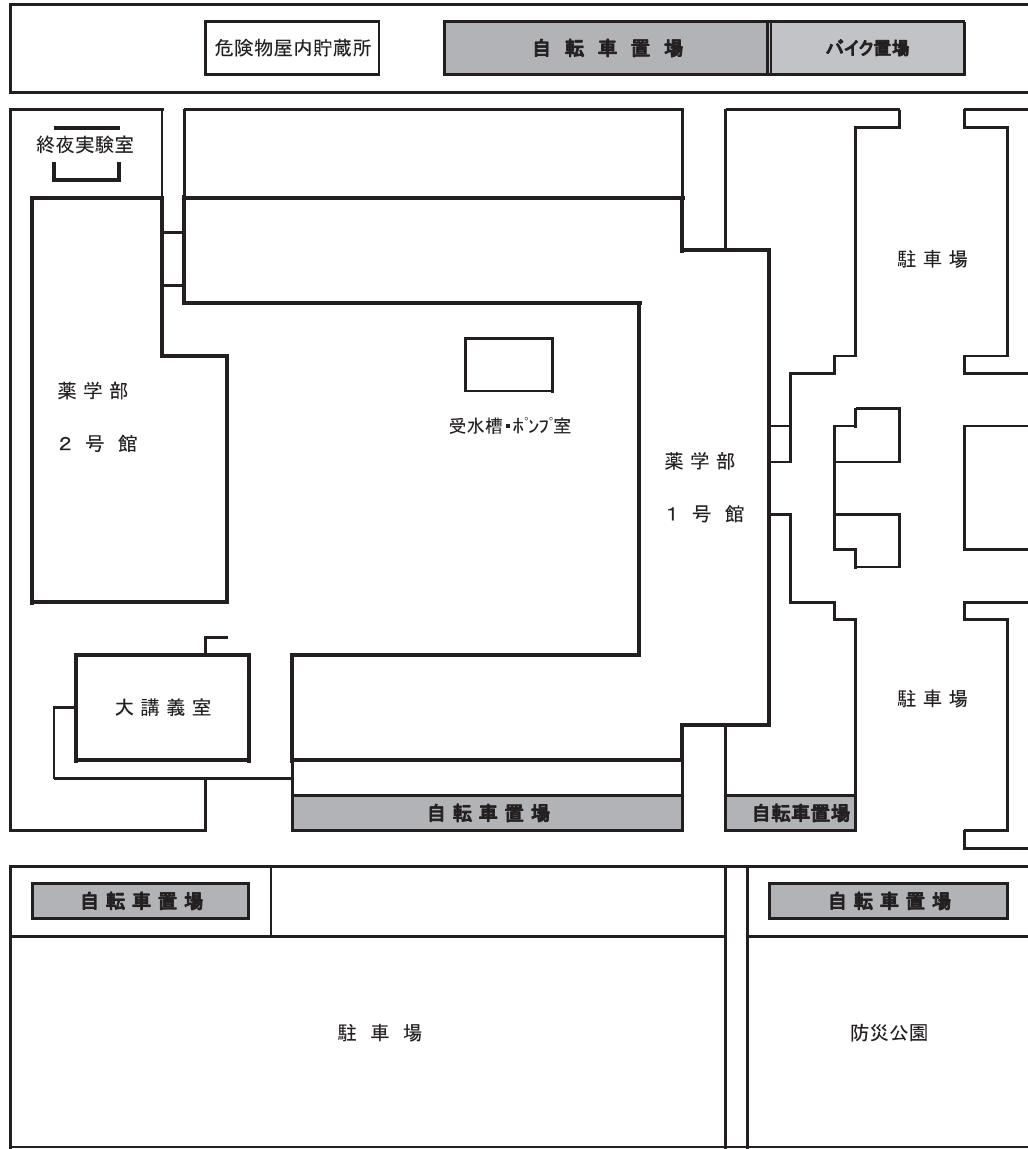 危険物屋内貯蔵所
自転車置場
バイク置場
終夜実験室
駐車場
薬学部
２号館
受水槽・ポンプ室
薬学部
１号館
大講義室
駐車場
自転車置場
自転車置場
自転車置場
自転車置場
駐車場
防災公園